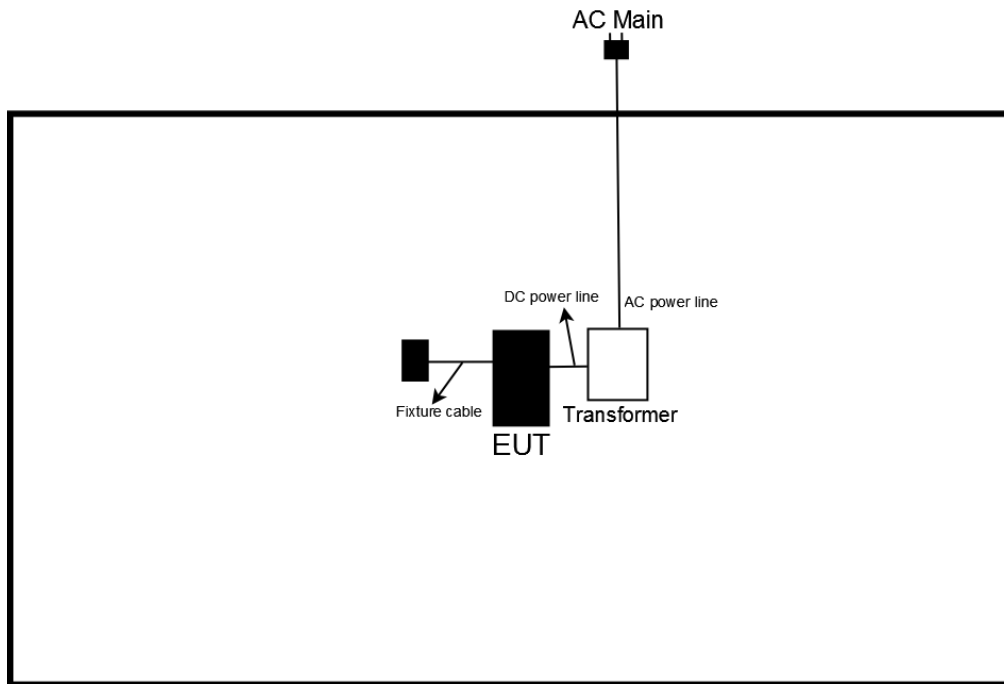 AC Main
DC power line
AC power line
Fixture cable
Transformer
EUT